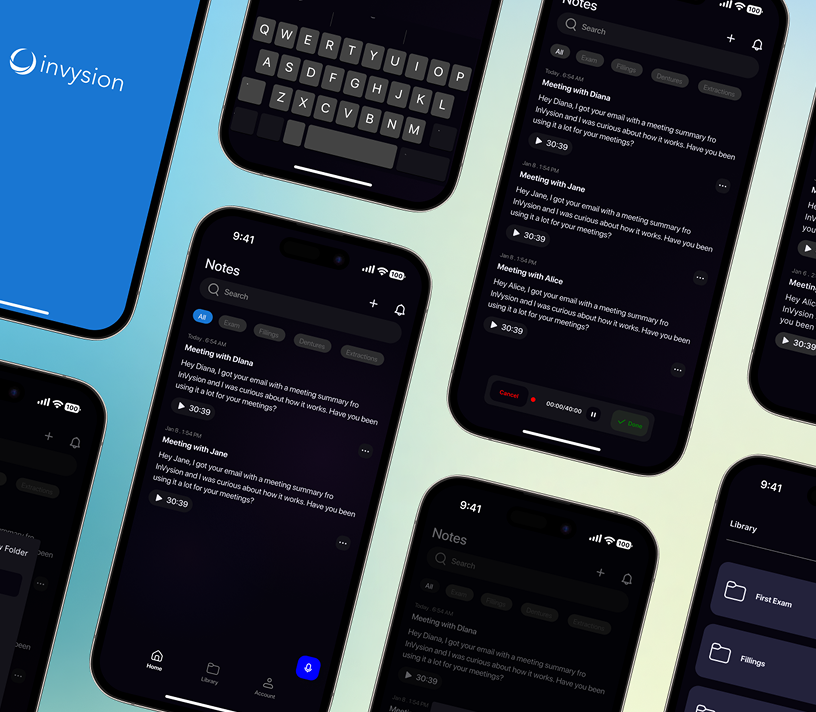 invysion
Q W E R T Y U I O P
A S D F G H J K L
Z X C V B N M
Notes
100
Search
All
Exam
Fillings
Dentures
Extractions
Today, 6:54 AM
Meeting with Diana
Hey Diana, I got your email with a meeting summary fro
InVysion and I was curious about how it works. Have you been
using it a lot for your meetings?
30:39
Jan 8, 1:54 PM
Meeting with Jane
Hey Jane, I got your email with a meeting summary fro
InVysion and I was curious about how it works. Have you been
using it a lot for your meetings?
30:39
Jan 8, 1:54 PM
Meeting with Alice
Hey Alice, I got your email with a meeting summary fro
InVysion and I was curious about how it works. Have you been
using it a lot for your meetings?
30:39
Cancel
00:00/40:00
Done
9:41
100
Notes
Search
All
Exam
Fillings
Dentures
Extractions
Today, 6:54 AM
Meeting with Diana
Hey Diana, I got your email with a meeting summary fro
InVysion and I was curious about how it works. Have you been
using it a lot for your meetings?
30:39
Jan 8, 1:54 PM
Meeting with Jane
Hey Jane, I got your email with a meeting summary fro
InVysion and I was curious about how it works. Have you been
using it a lot for your meetings?
30:39
Home
Library
Account
100
Extractions
been
Folder
been
9:41
100
Notes
Search
All
Exam
Fillings
Dentures
Extractions
Today, 6:54 AM
Meeting with Diana
Hey Diana, I got your email with a meeting summary fro
InVysion and I was curious about how it works. Have you been
using it a lot for your meetings?
30:39
Jan 8, 1:54 PM
Hey Alic
30:39
9:41
Library
First Exam
Fillings